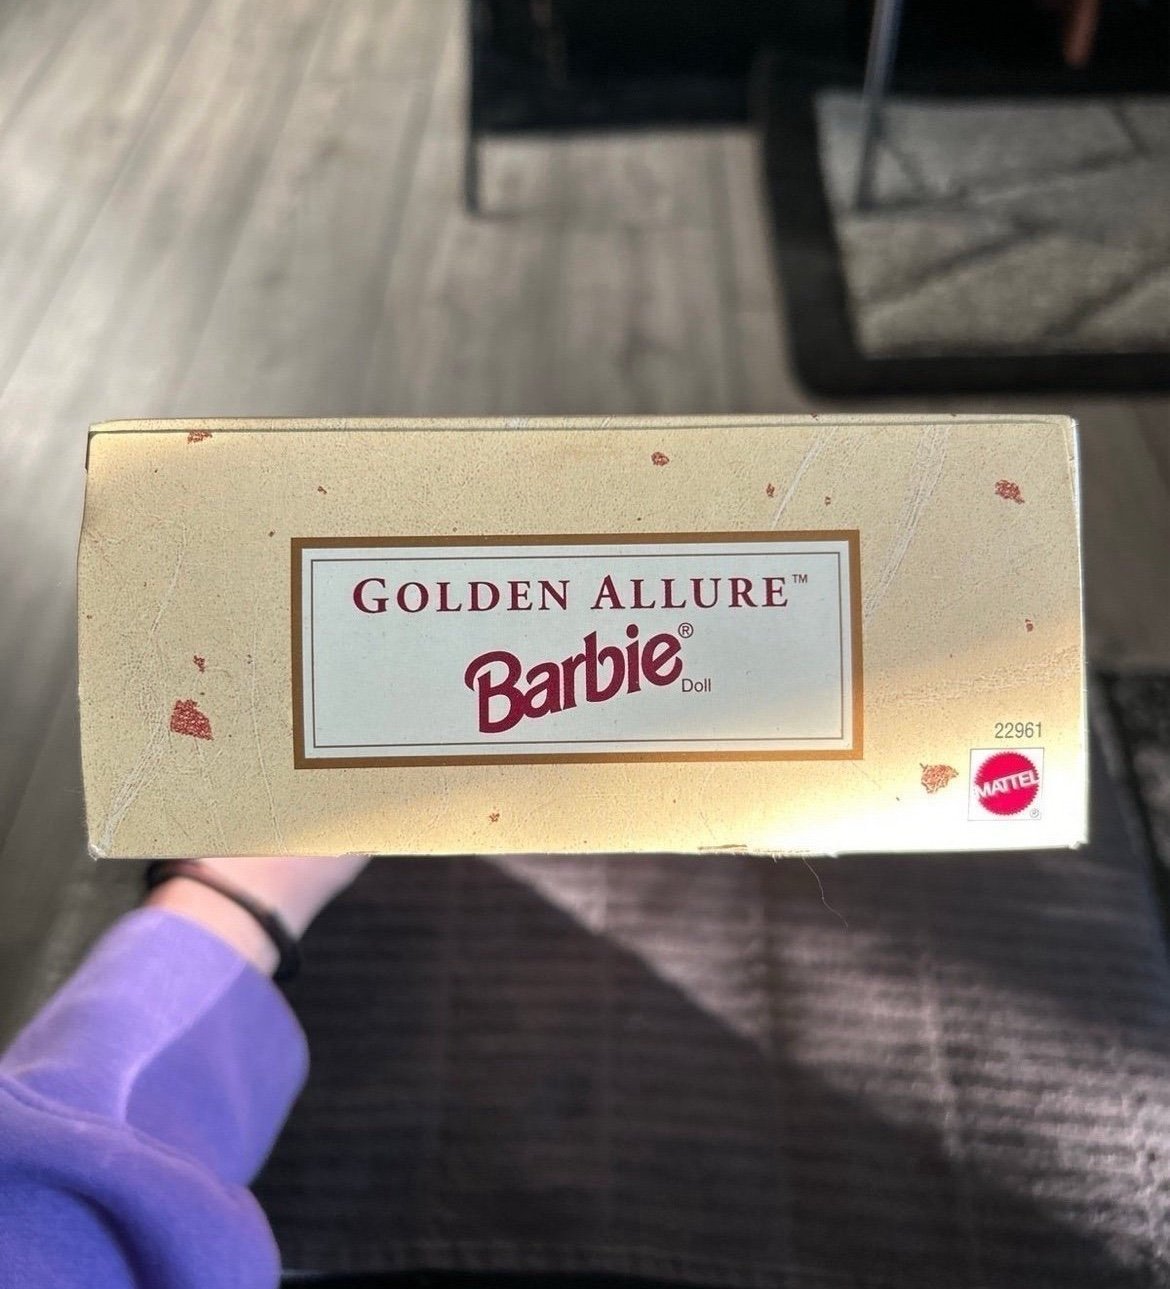 GOLDEN ALLURE™
Barbie®
Doll
22961
MATTEL
®